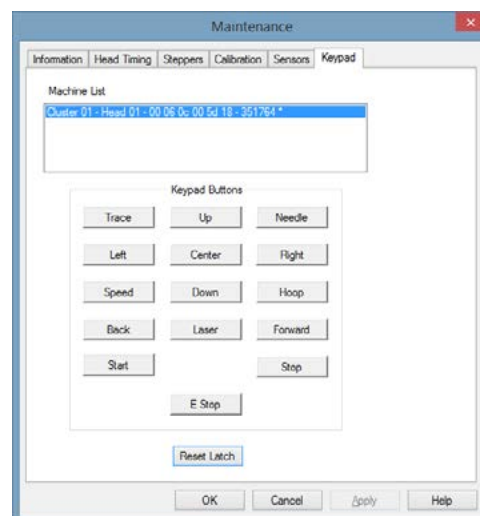 Maintenance
Information Head Timing Steppers Calibration Sensors Keypad
Machine List
Cluster 01 - Head 01 - 00 06 0c 00 5d 18 - 351764 *
Keypad Buttons
Trace Up Needle
Left Center Right
Speed Down Hoop
Back Laser Forward
Start Stop
E Stop
Reset Latch
OK Cancel Apply Help